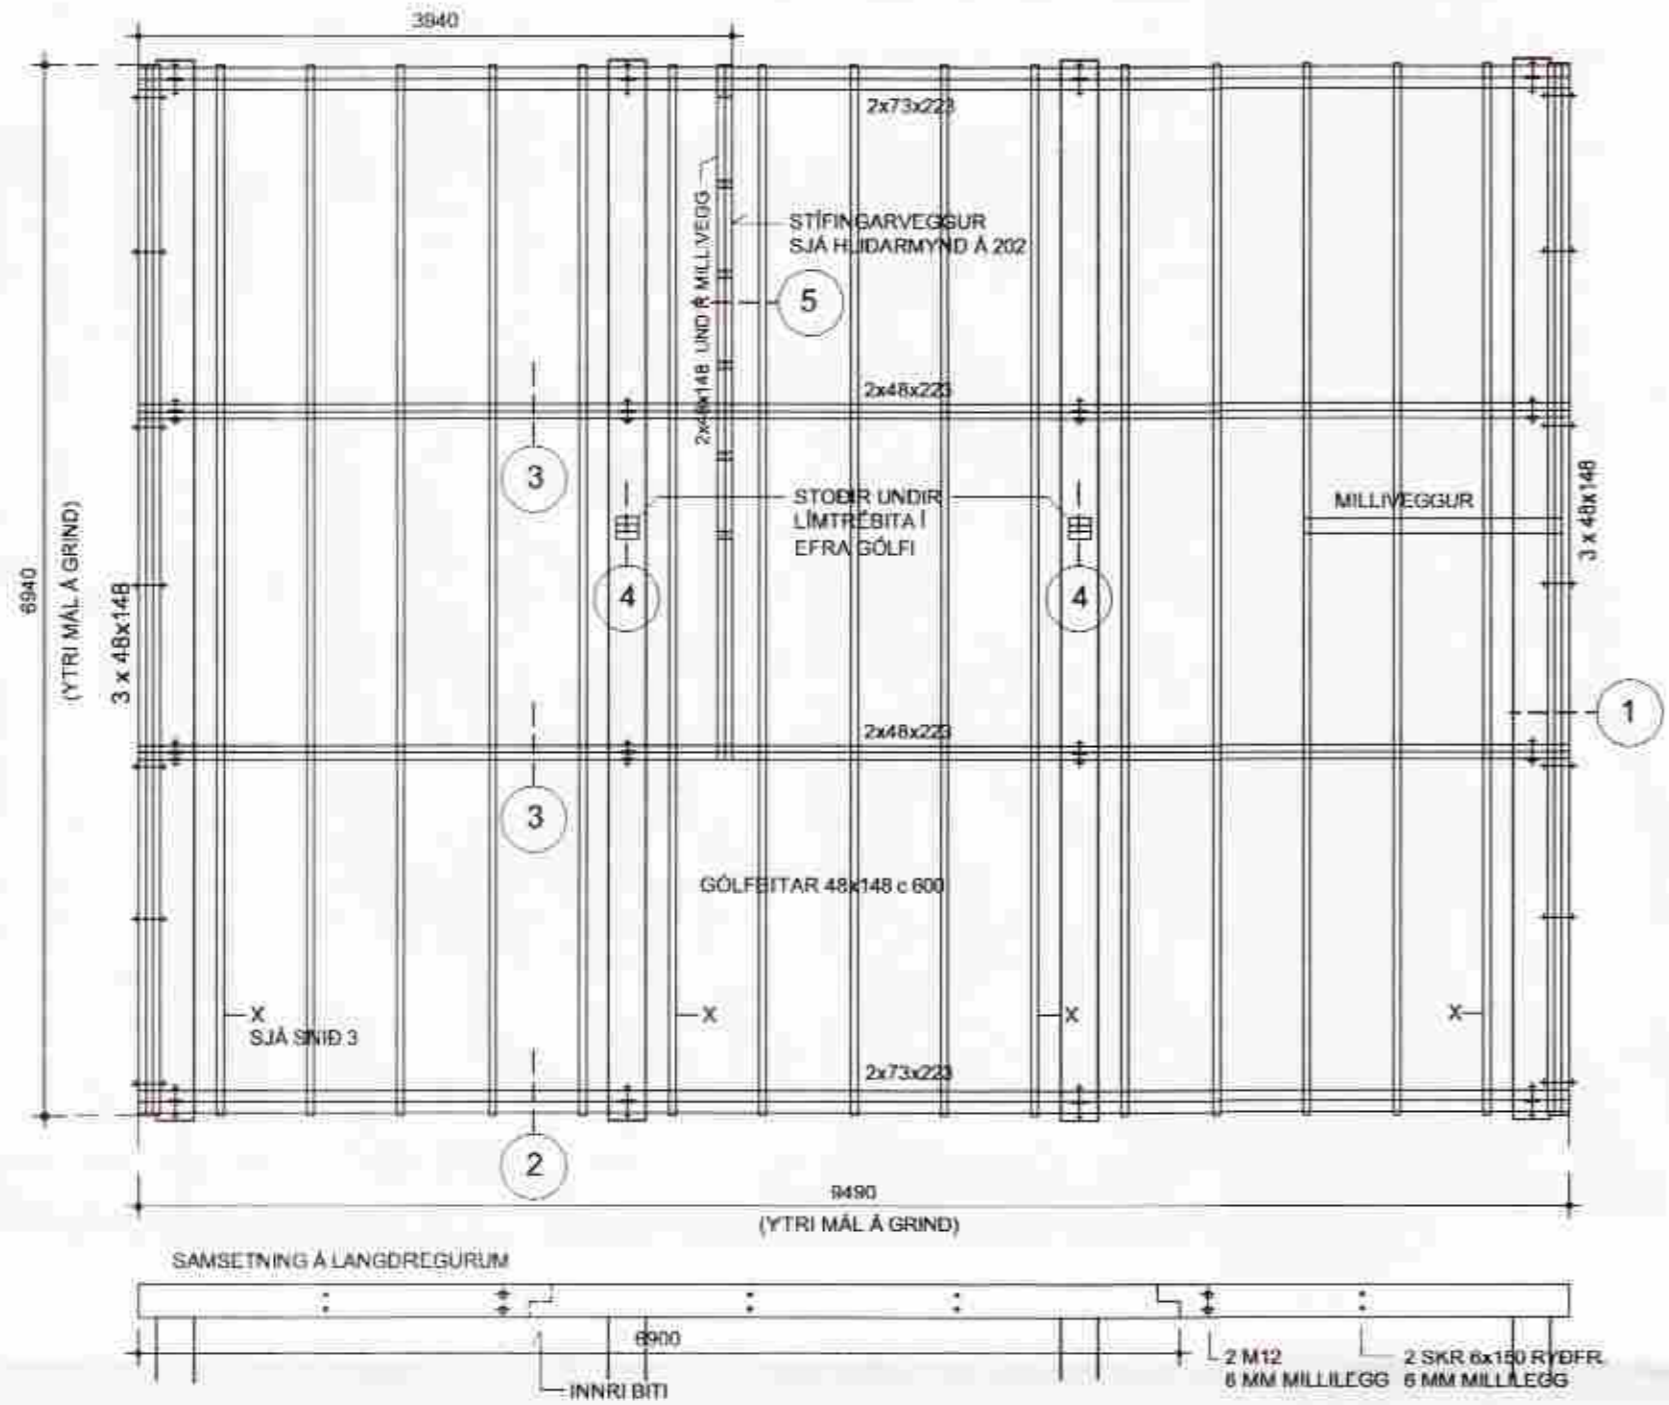 3940
2x73x223
2x48x148 UNDIR MILLIVEGG
STÍFINGARVEGGUR
SJÁ HLIÐARMYND Á 202
5
2x48x223
3
STOÐIR UNDIR
LÍMTRÉBITA Í
EFRA GÓLFI
MILLIVEGGUR
3 x 48x148
6940
(YTRI MÁL Á GRIND)
3 x 48x148
4
4
1
2x48x223
3
GÓLFBITAR 48x148 c 600
X
SJÁ SNIÐ 3
X
X
X
2x73x223
2
9490
(YTRI MÁL Á GRIND)
SAMSETNING Á LANGDREGURUM
6900
INNRI BITI
2 M12
6 MM MILLILEGG
2 SKR 6x150 RYÐFR.
6 MM MILLILEGG